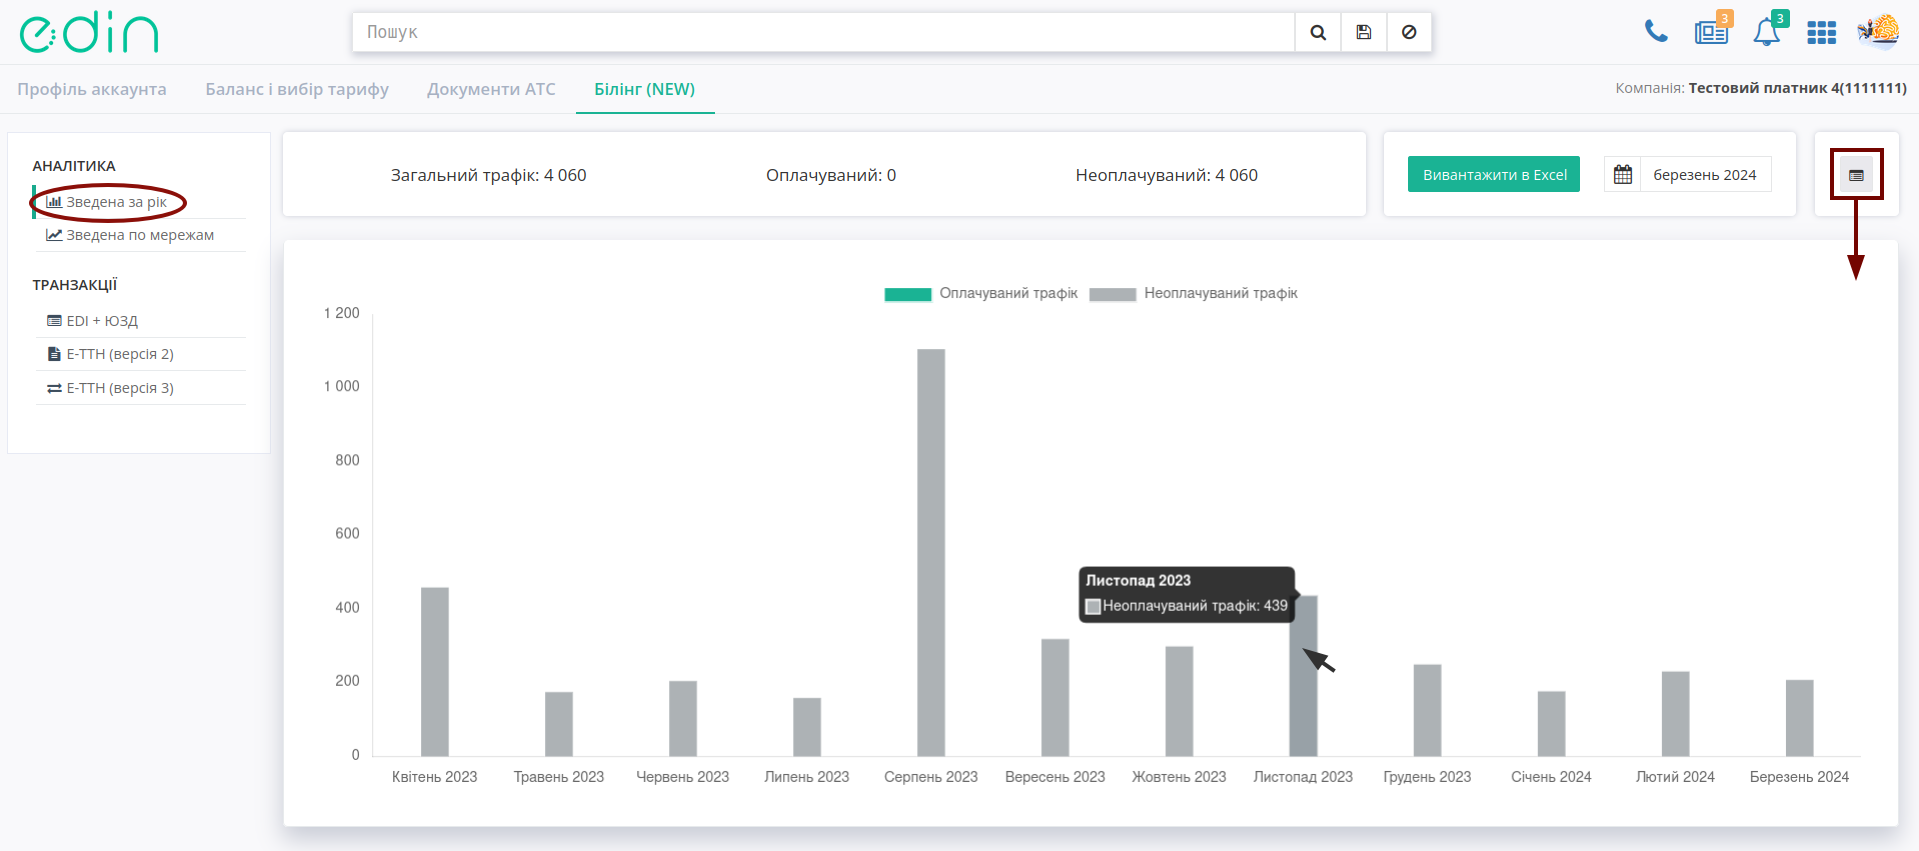 edin
Пошук
3
3
Профіль аккаунта
Баланс і вибір тарифу
Документи АТС
Білінг (NEW)
Компанія: Тестовий платник 4(1111111)
АНАЛІТИКА
Зведена за рік
Зведена по мережам
ТРАНЗАКЦІЇ
EDI + ЮЗД
Е-ТТН (версія 2)
Е-ТТН (версія 3)
Загальний трафік: 4 060
Оплачуваний: 0
Неоплачуваний: 4 060
Вивантажити в Excel
березень 2024
Оплачуваний трафік
Неоплачуваний трафік
1 200
1 000
800
600
400
200
0
Листопад 2023
Неоплачуваний трафік: 439
Квітень 2023
Травень 2023
Червень 2023
Липень 2023
Серпень 2023
Вересень 2023
Жовтень 2023
Листопад 2023
Грудень 2023
Січень 2024
Лютий 2024
Березень 2024